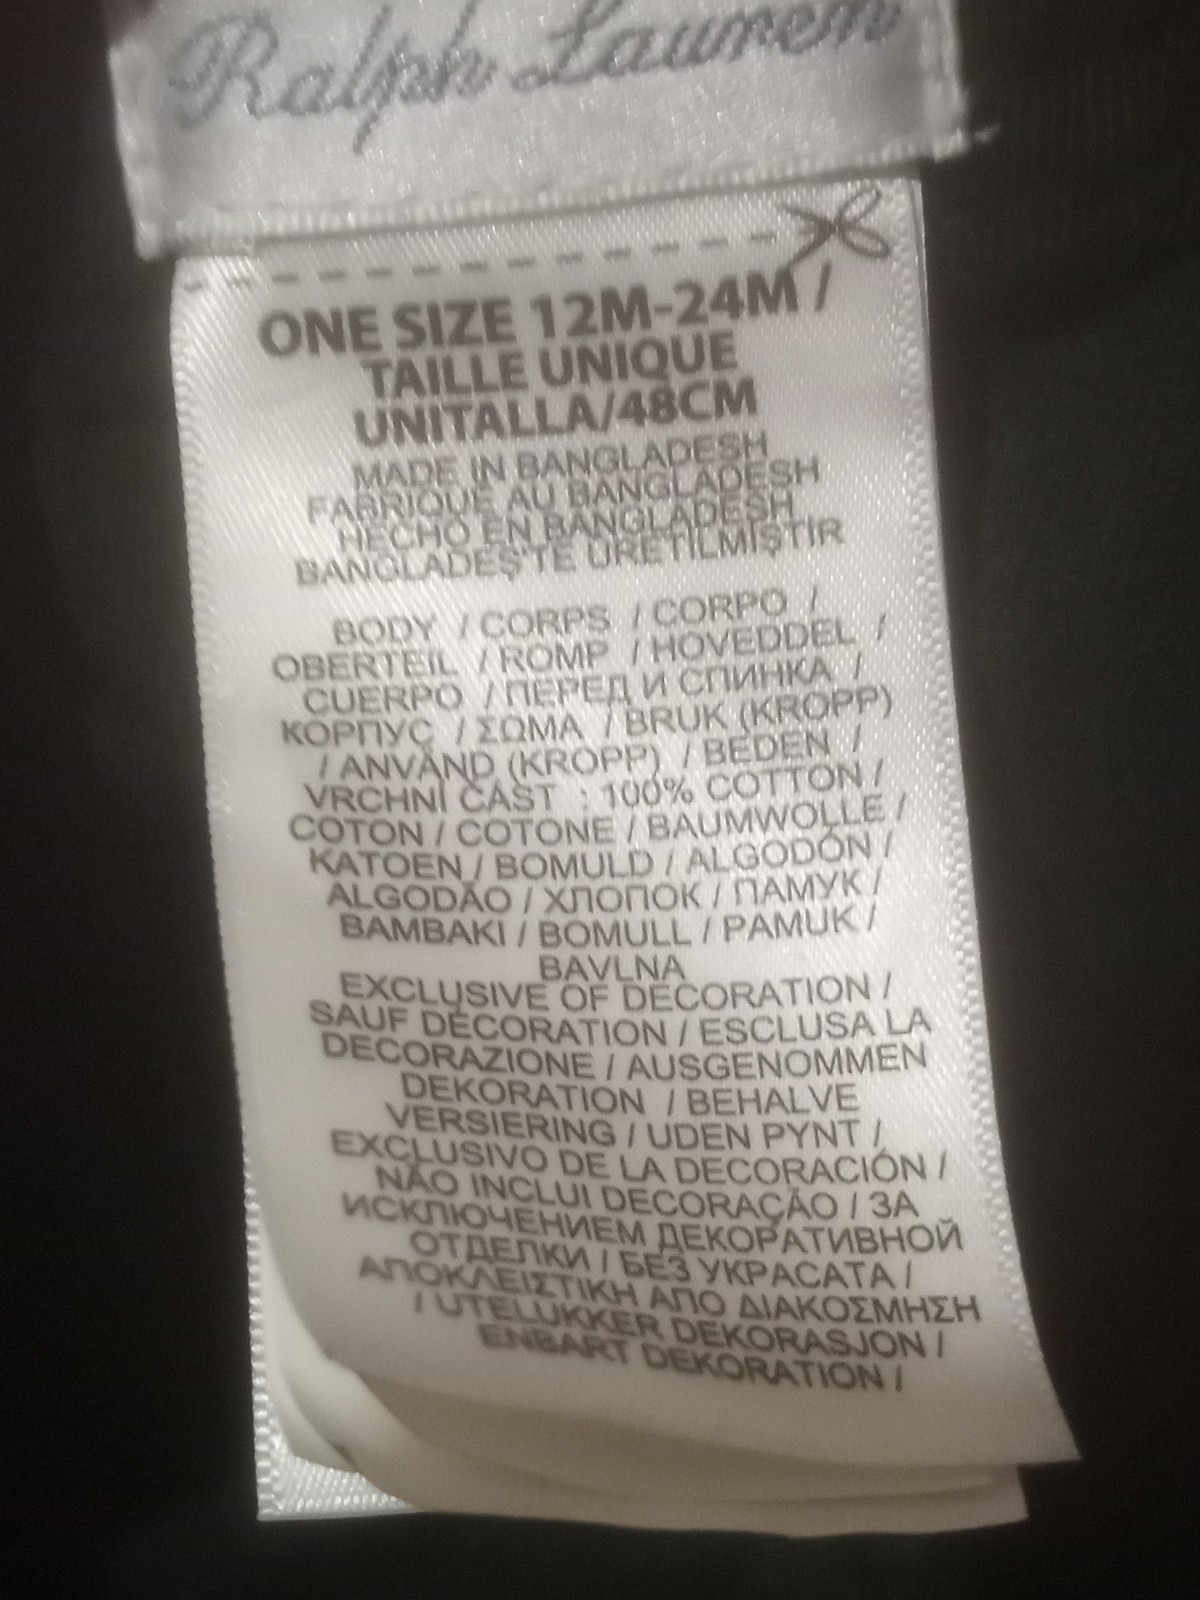 Ralph Lauren
ONE SIZE 12M-24M /
TAILLE UNIQUE
UNITALLA/48CM
MADE IN BANGLADESH
FABRIQUÉ AU BANGLADESH
HECHO EN BANGLADESH
BANGLADEŞ'TE ÜRETİLMİŞTİR
BODY / CORPS / CORPO /
OBERTEIL / ROMP / HOVEDDEL /
CUERPO / ПЕРЕД И СПИНКА /
КОРПУС / ΣΩΜΑ / BRUK (KROPP)
/ ANVÄND (KROPP) / BEDEN /
VRCHNÍ ČÁST : 100% COTTON /
COTON / COTONE / BAUMWOLLE /
KATOEN / BOMULD / ALGODÓN /
ALGODÃO / ХЛОПОК / ПАМУК /
BAMBAKI / BOMULL / PAMUK /
BAVLNA
EXCLUSIVE OF DECORATION /
SAUF DÉCORATION / ESCLUSA LA
DECORAZIONE / AUSGENOMMEN
DEKORATION / BEHALVE
VERSIERING / UDEN PYNT /
EXCLUSIVO DE LA DECORACIÓN /
NÃO INCLUI DECORAÇÃO / ЗА
ИСКЛЮЧЕНИЕМ ДЕКОРАТИВНОЙ
ОТДЕЛКИ / БЕЗ УКРАСАТА /
ΑΠΟΚΛΕΙΣΤΙΚΗ ΑΠΟ ΔΙΑΚΟΣΜΗΣΗ
/ UTELUKKER DEKORASJON /
ENBART DEKORATION /